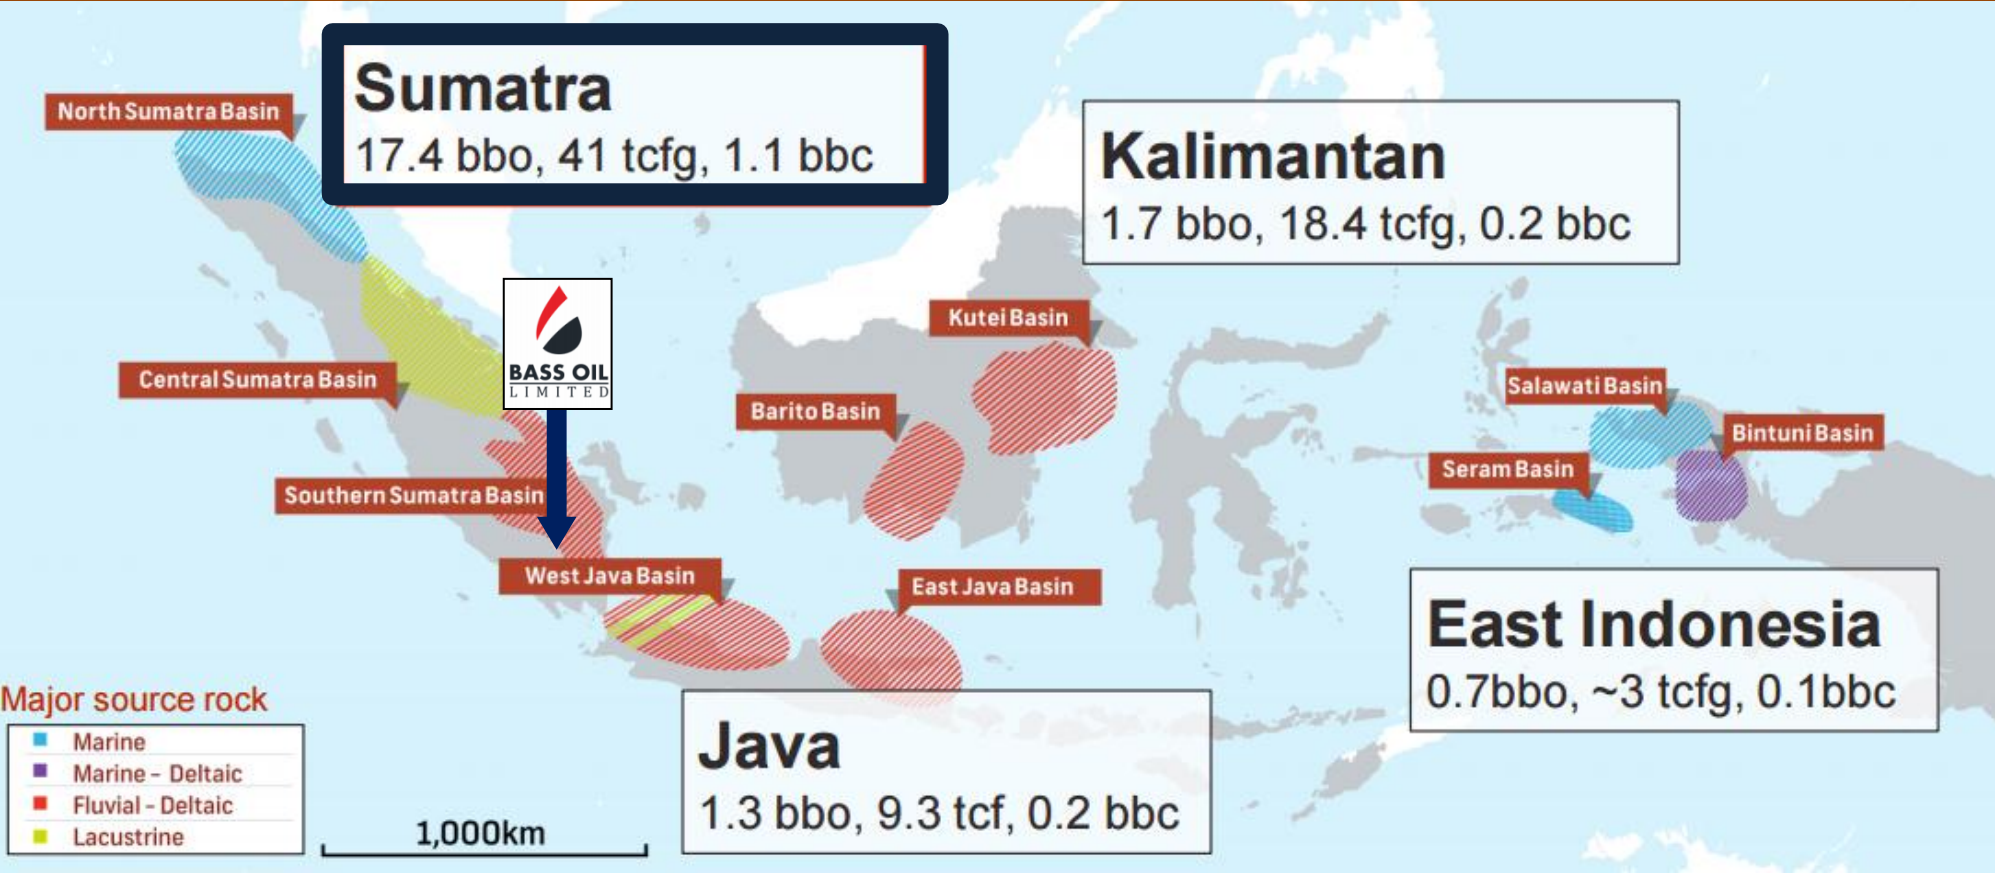 Sumatra
17.4 bbo, 41 tcfg, 1.1 bbc
North Sumatra Basin
Kalimantan
1.7 bbo, 18.4 tcfg, 0.2 bbc
BASS OIL
LIMITED
Kutei Basin
Central Sumatra Basin
Barito Basin
Salawati Basin
Bintuni Basin
Seram Basin
Southern Sumatra Basin
West Java Basin
East Java Basin
East Indonesia
0.7bbo, ~3 tcfg, 0.1bbc
Java
1.3 bbo, 9.3 tcf, 0.2 bbc
Major source rock
Marine
Marine - Deltaic
Fluvial - Deltaic
Lacustrine
1,000km